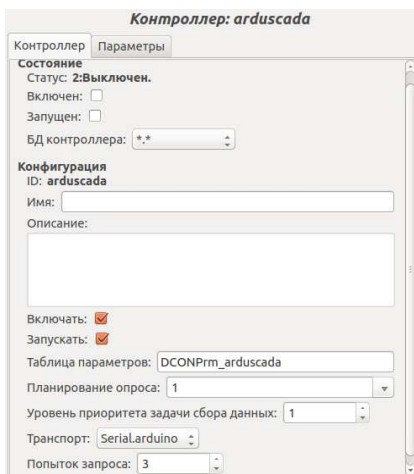 Контроллер: arduscada
Контроллер Параметры
Состояние
Статус: 2:Выключен.
Включен:
Запущен:
БД контроллера: *.*
Конфигурация
ID: arduscada
Имя:
Описание:
Включать:
Запускать:
Таблица параметров: DCONPrm_arduscada
Планирование опроса: 1
Уровень приоритета задачи сбора данных: 1
Транспорт: Serial.arduino
Попыток запроса: 3